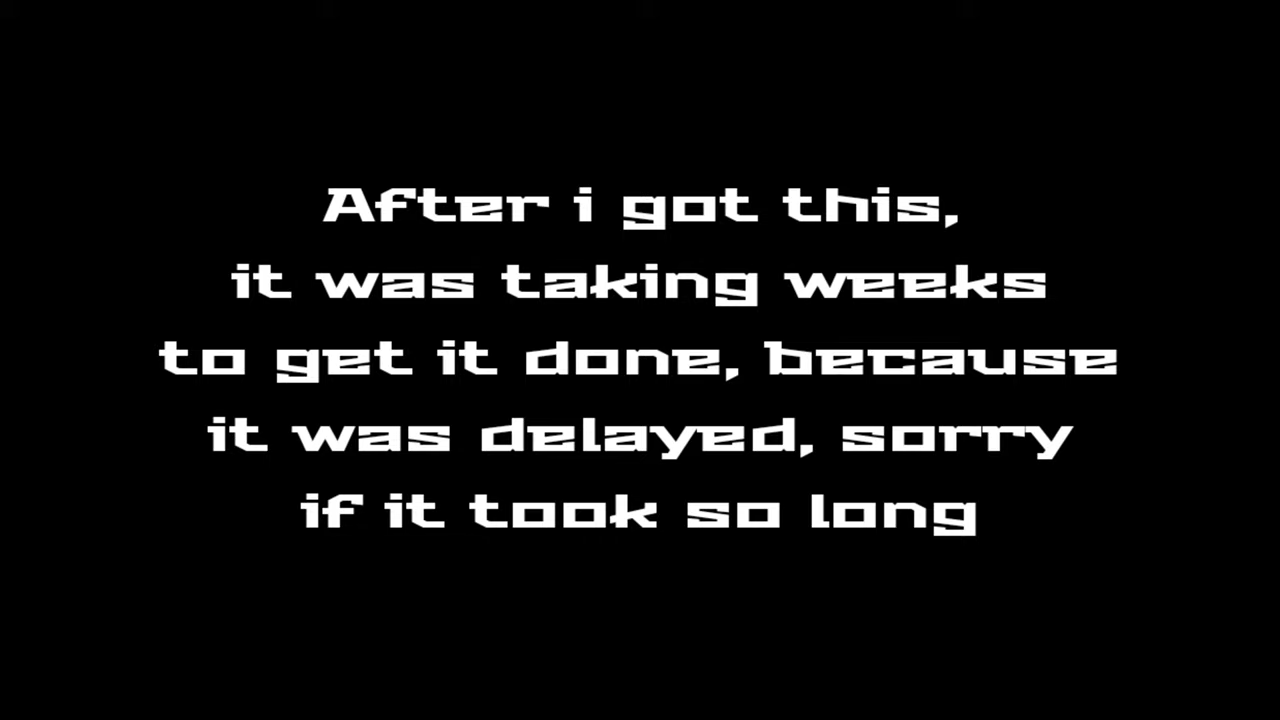 After i got this,
it was taking weeks
to get it done, because
it was delayed, sorry
if it took so long